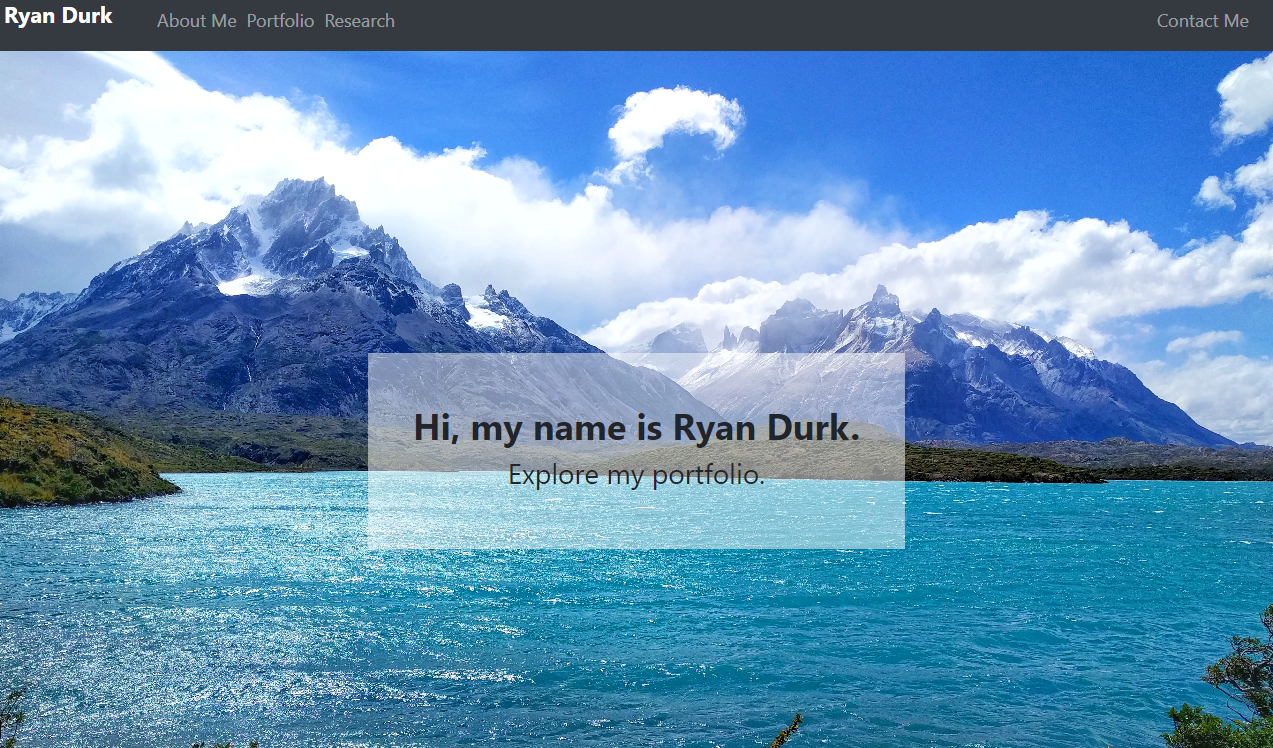 Ryan Durk About Me Portfolio Research Contact Me
Hi, my name is Ryan Durk.
Explore my portfolio.